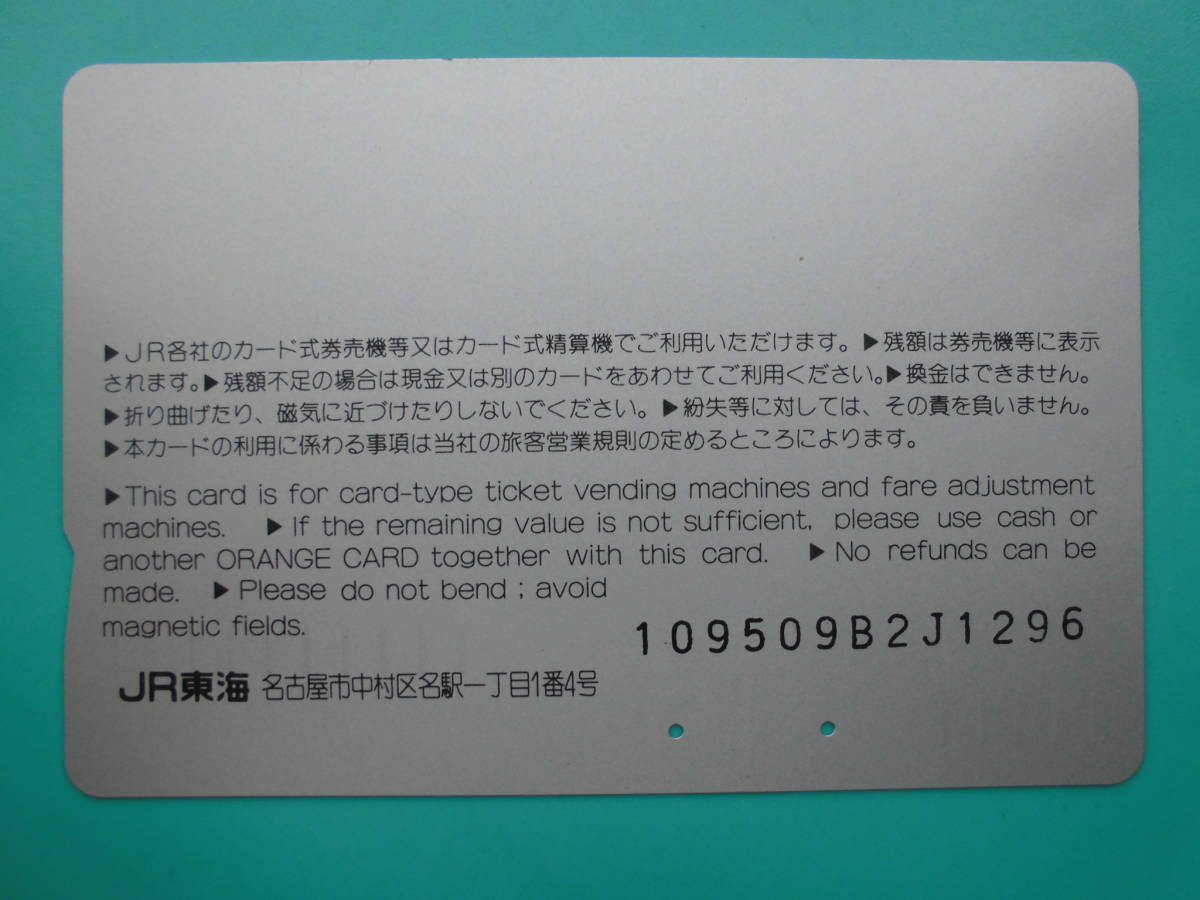 ▶JR各社のカード式券売機等又はカード式精算機でご利用いただけます。▶残額は券売機等に表示
されます。▶残額不足の場合は現金又は別のカードをあわせてご利用ください。▶換金はできません。
▶折り曲げたり、磁気に近づけたりしないでください。▶紛失等に対しては、その責を負いません。
▶本カードの利用に係わる事項は当社の旅客営業規則の定めるところによります。
▶This card is for card-type ticket vending machines and fare adjustment
machines. ▶If the remaining value is not sufficient, please use cash or
another ORANGE CARD together with this card. ▶No refunds can be
made. ▶Please do not bend ; avoid
magnetic fields.
109509B2J1296
JR東海 名古屋市中村区名駅一丁目1番4号